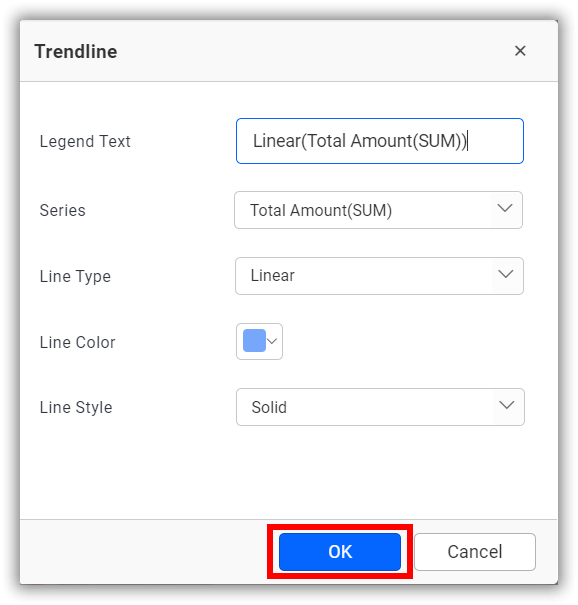 Trendline
Legend Text Linear(Total Amount(SUM))
Series Total Amount(SUM)
Line Type Linear
Line Color
Line Style Solid
OK Cancel